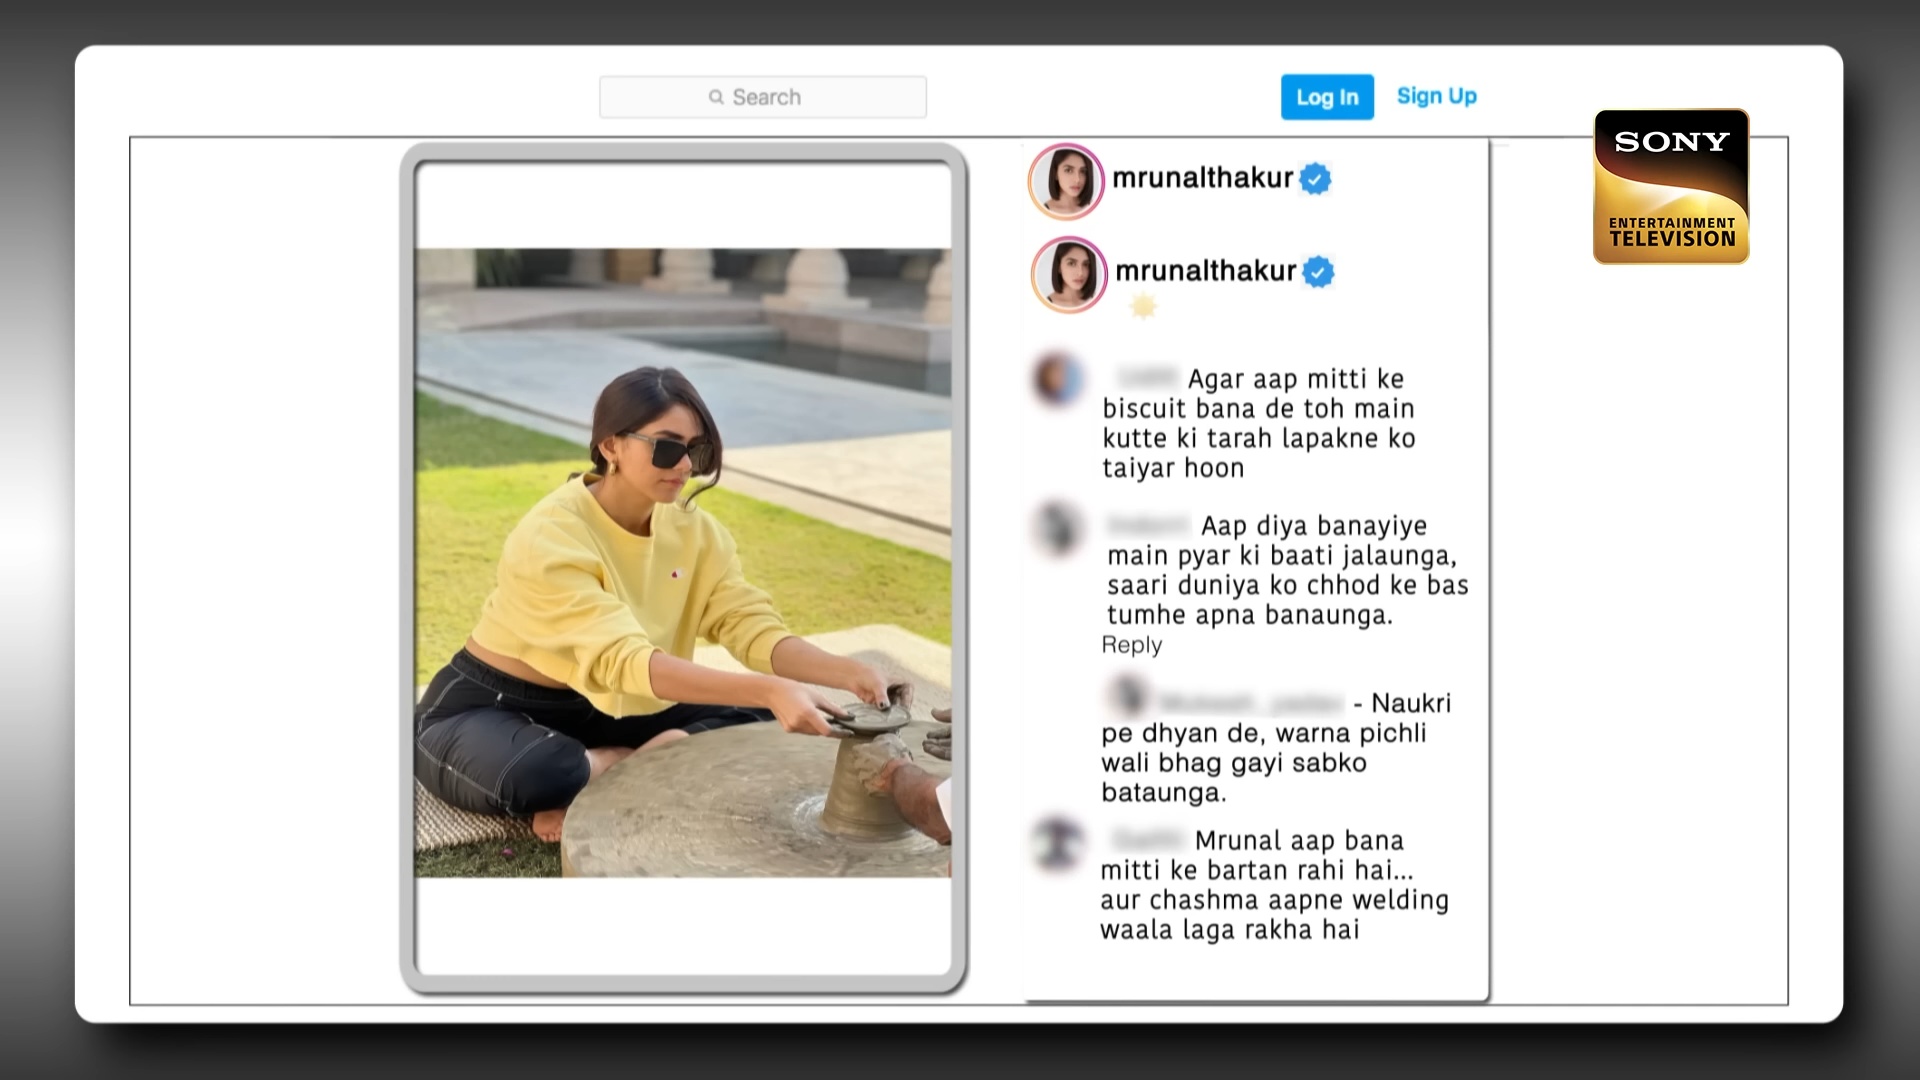 Search
Log In
Sign Up
SONY
ENTERTAINMENT
TELEVISION
mrunalthakur
mrunalthakur
Agar aap mitti ke
biscuit bana de toh main
kutte ki tarah lapakne ko
taiyar hoon
Aap diya banayiye
main pyar ki baati jalaunga,
saari duniya ko chhod ke bas
tumhe apna banaunga.
Reply
- Naukri
pe dhyan de, warna pichli
wali bhag gayi sabko
bataunga.
Mrunal aap bana
mitti ke bartan rahi hai...
aur chashma aapne welding
waala laga rakha hai